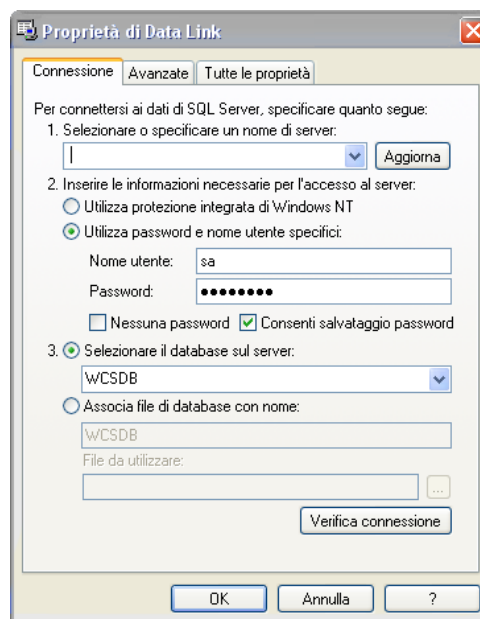 Proprietà di Data Link
Connessione Avanzate Tutte le proprietà
Per connettersi ai dati di SQL Server, specificare quanto segue:
1. Selezionare o specificare un nome di server:
Aggiorna
2. Inserire le informazioni necessarie per l'accesso al server:
Utilizza protezione integrata di Windows NT
Utilizza password e nome utente specifici:
Nome utente: sa
Password: ●●●●●●●●
Nessuna password Consenti salvataggio password
3. Selezionare il database sul server:
WCSDB
Associa file di database con nome:
WCSDB
File da utilizzare:
...
Verifica connessione
OK Annulla ?